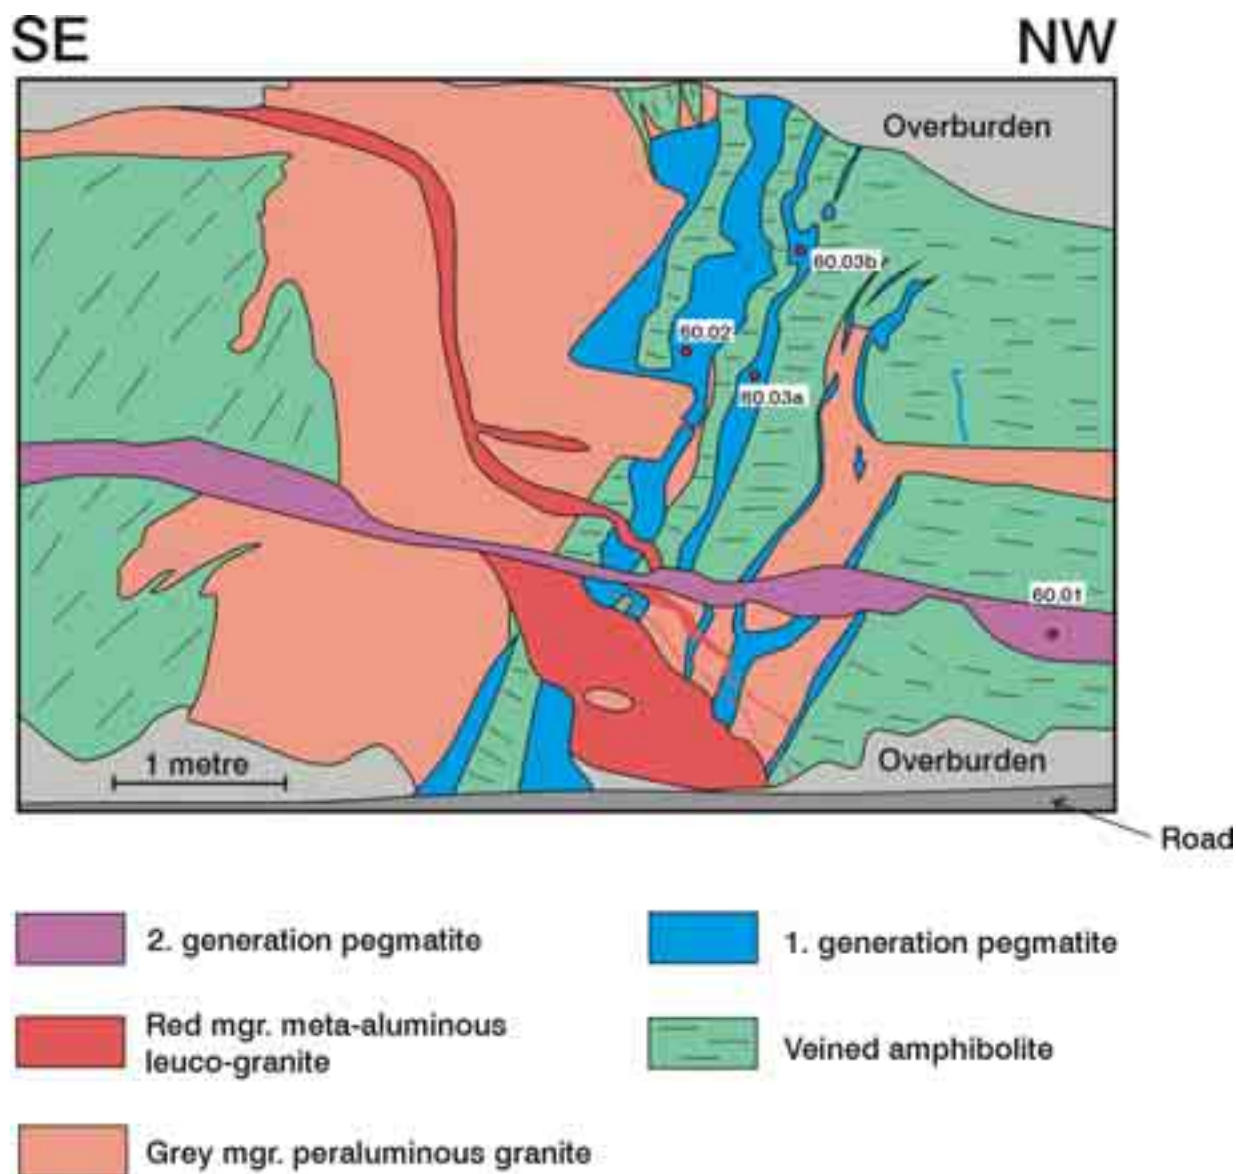 SE
NW
Overburden
60.03b
60.02
60.03a
60.01
1 metre
Overburden
Road
2. generation pegmatite
1. generation pegmatite
Red mgr. meta-aluminous
leuco-granite
Veined amphibolite
Grey mgr. peraluminous granite